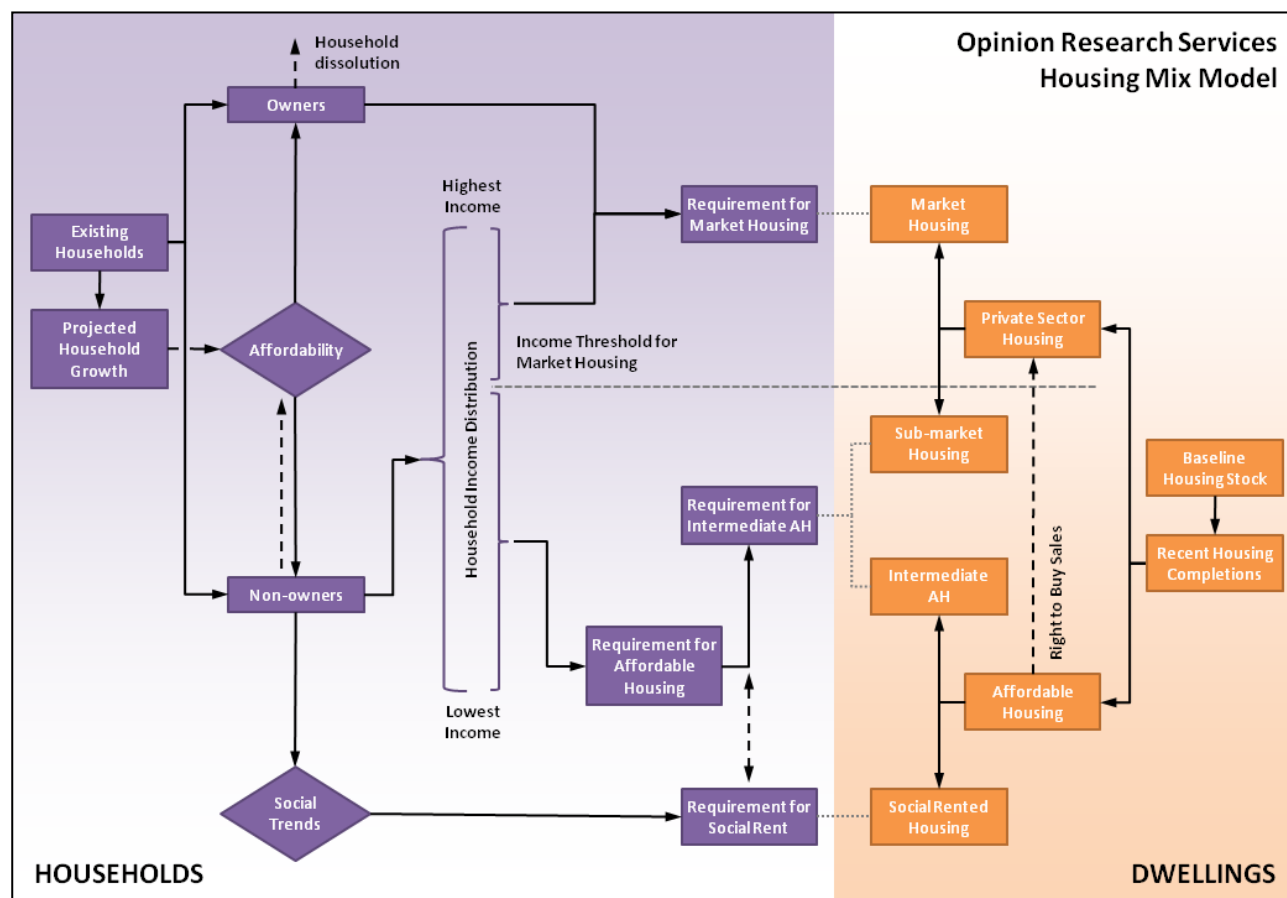 Opinion Research Services
Housing Mix Model
Household
dissolution
Owners
Highest
Income
Existing
Households
Projected
Household
Growth
Affordability
Household Income Distribution
Income Threshold for
Market Housing
Requirement for
Market Housing
Market
Housing
Private Sector
Housing
Sub-market
Housing
Baseline
Housing Stock
Requirement for
Intermediate AH
Intermediate
AH
Recent Housing
Completions
Right to Buy Sales
Non-owners
Requirement for
Affordable
Housing
Affordable
Housing
Lowest
Income
Social
Trends
Requirement for
Social Rent
Social Rented
Housing
HOUSEHOLDS
DWELLINGS